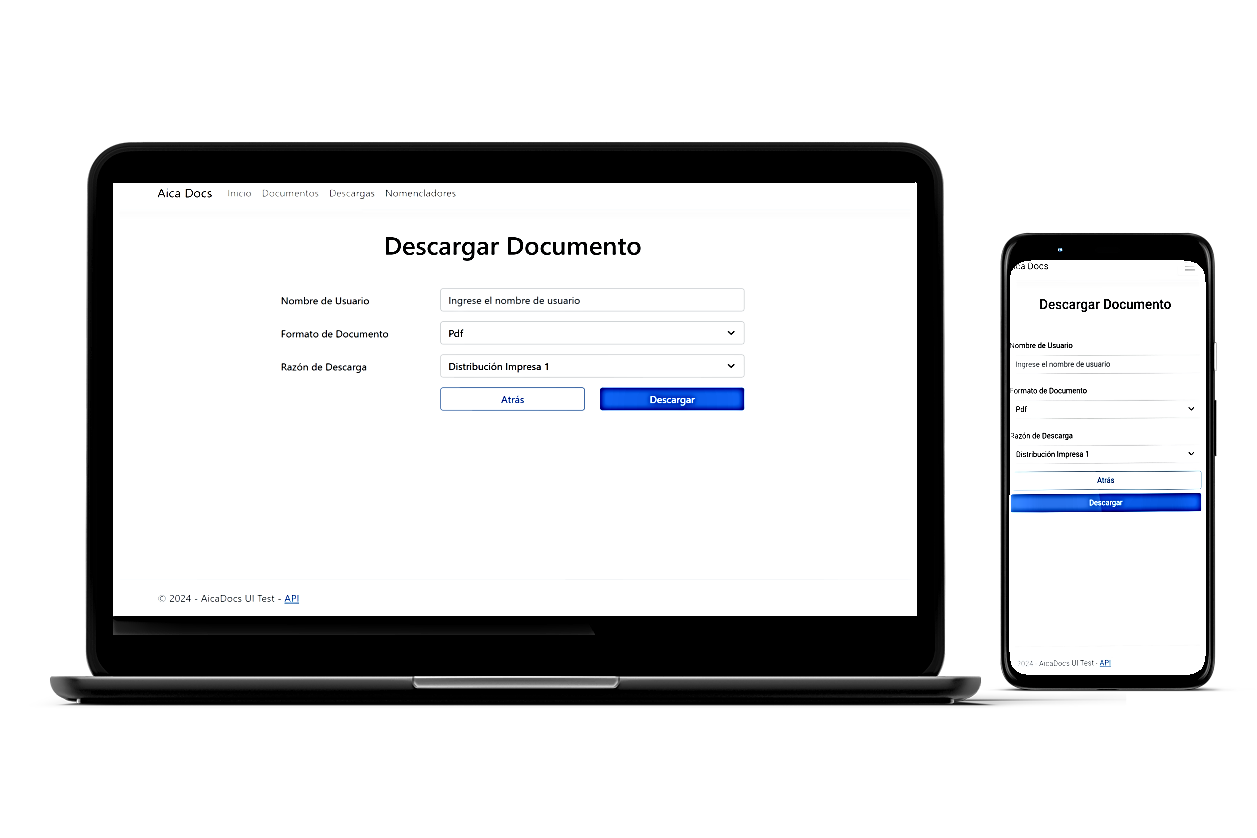 Aica Docs Inicio Documentos Descargas Nomencladores
Descargar Documento
Nombre de Usuario Ingrese el nombre de usuario
Formato de Documento Pdf
Razón de Descarga Distribución Impresa 1
Atrás Descargar
© 2024 - AicaDocs UI Test - API
ca Docs
Descargar Documento
Nombre de Usuario
Ingrese el nombre de usuario
Formato de Documento
Pdf
Razón de Descarga
Distribución Impresa 1
Atrás
Descargar
2024 - AicaDocs UI Test - API